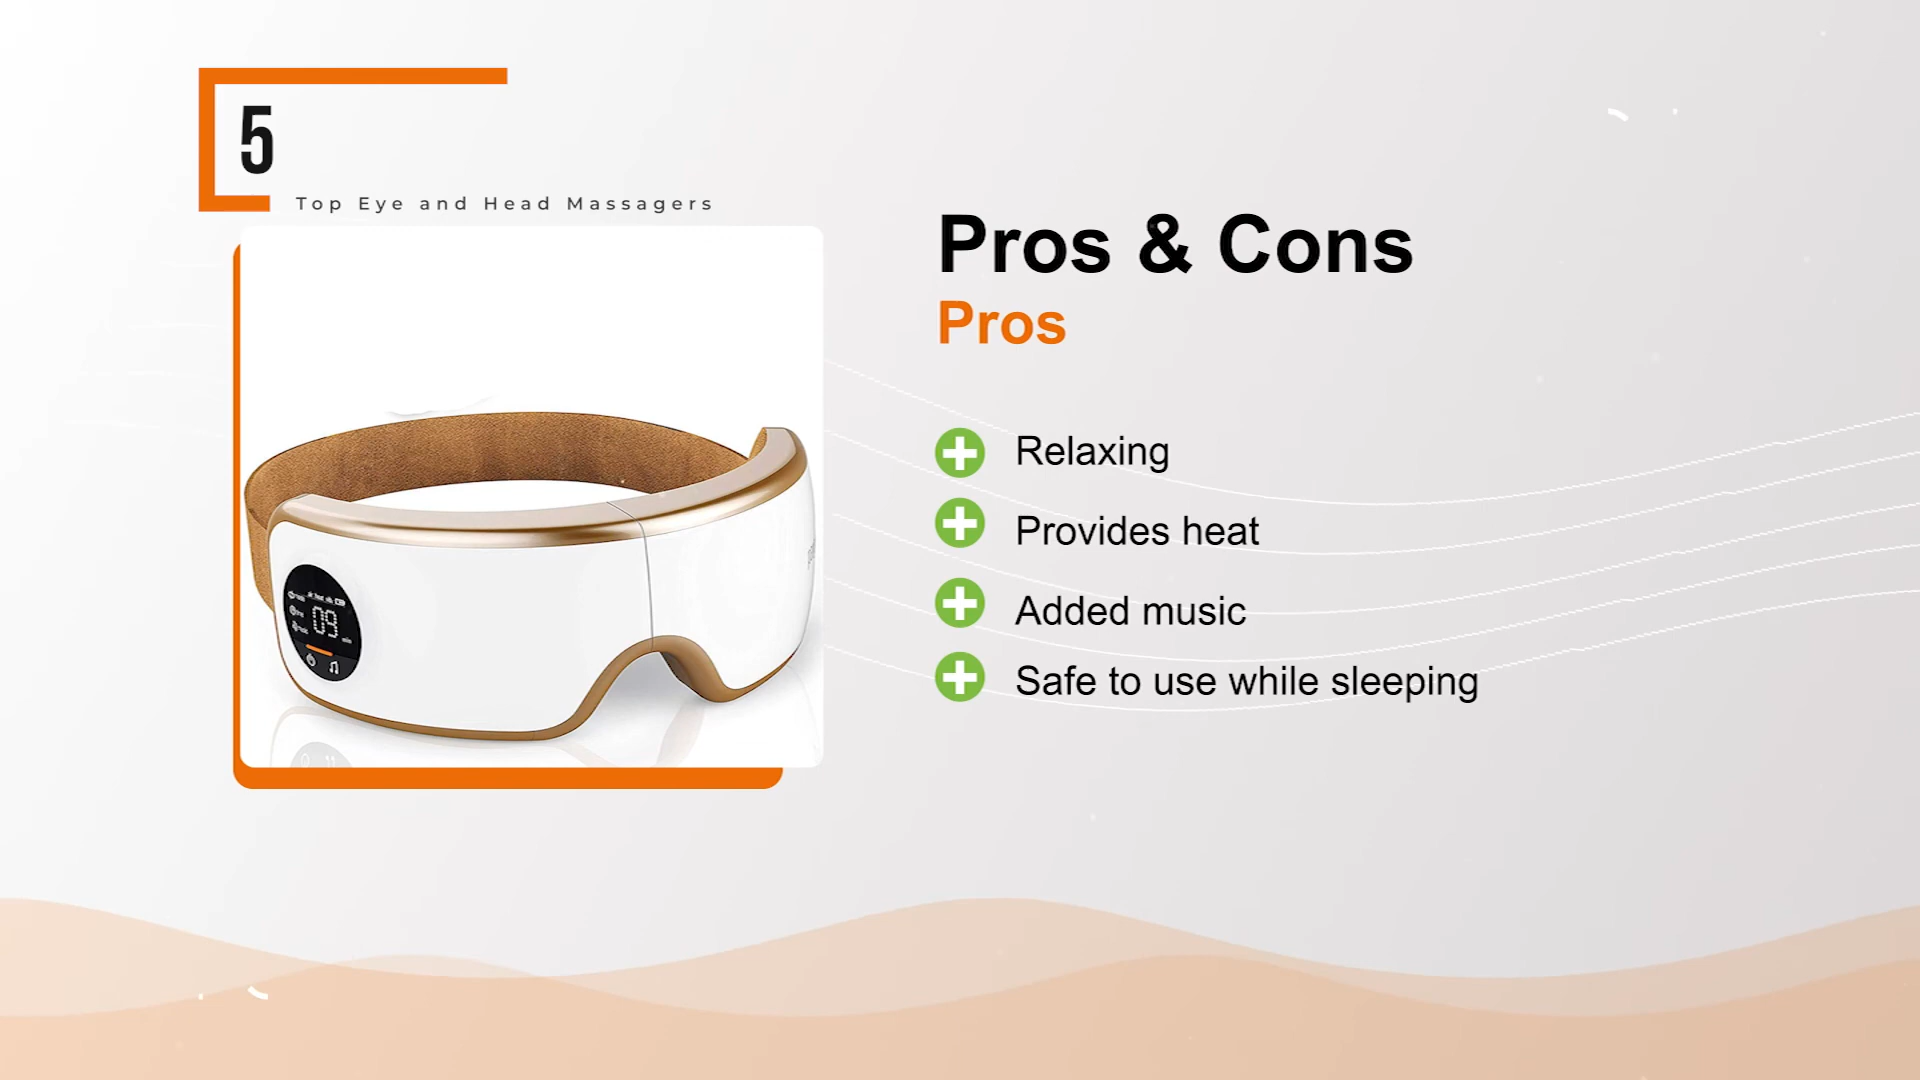 5
Top Eye and Head Massagers
Pros & Cons
Pros
Relaxing
Provides heat
Added music
Safe to use while sleeping
09